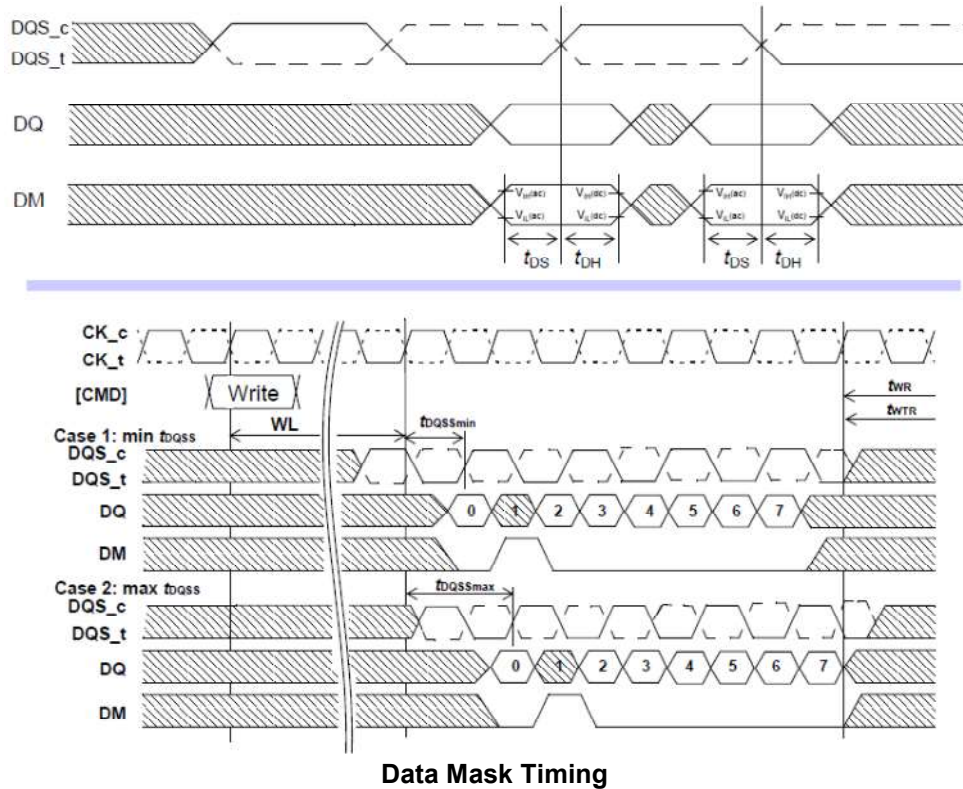 DQS_c
DQS_t
DQ
DM
VIH(ac) VIH(dc) VIH(ac) VIH(dc)
VIL(ac) VIL(dc) VIL(ac) VIL(dc)
tDS tDH tDS tDH
CK_c
CK_t
[CMD] Write tWR
WL tDQSSmin tWTR
Case 1: min tDQSS
DQS_c
DQS_t
DQ 0 1 2 3 4 5 6 7
DM
Case 2: max tDQSS tDQSSmax
DQS_c
DQS_t
DQ 0 1 2 3 4 5 6 7
DM
Data Mask Timing